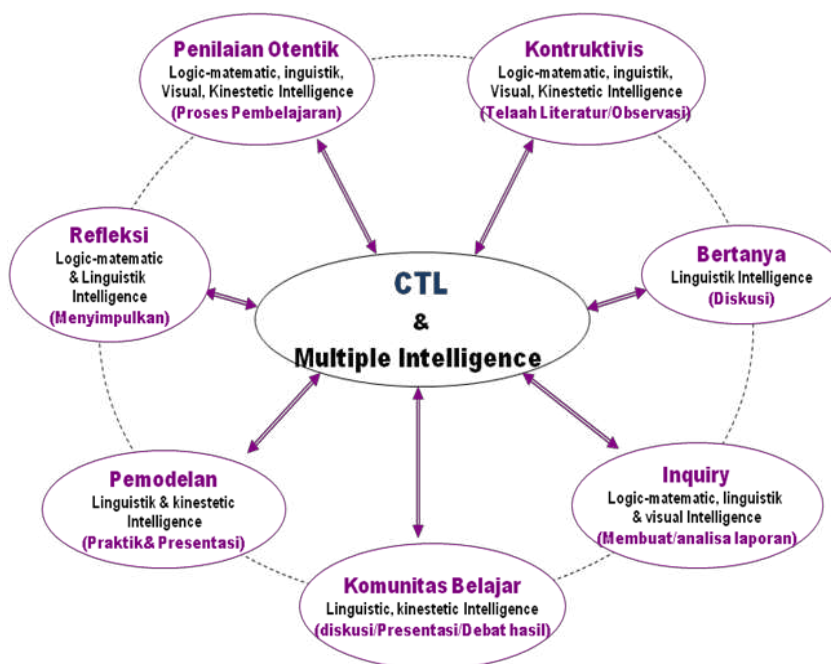 Penilaian Otentik
Logic-matematic, inguistik,
Visual, Kinestetic Intelligence
(Proses Pembelajaran)
Kontruktivis
Logic-matematic, inguistik,
Visual, Kinestetic Intelligence
(Telaah Literatur/Observasi)
Refleksi
Logic-matematic
& Linguistik
Intelligence
(Menyimpulkan)
CTL
&
Multiple Intelligence
Bertanya
Linguistik Intelligence
(Diskusi)
Pemodelan
Linguistik & kinestetic
Intelligence
(Praktik& Presentasi)
Inquiry
Logic-matematic, linguistik
& visual Intelligence
(Membuat/analisa laporan)
Komunitas Belajar
Linguistic, kinestetic Intelligence
(diskusi/Presentasi/Debat hasil)